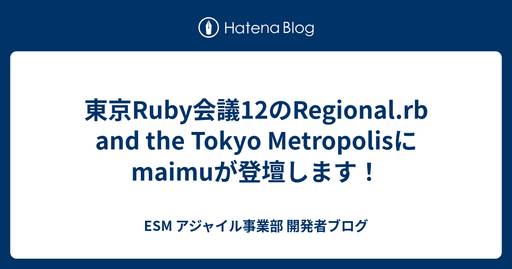 Hatena Blog
東京Ruby会議12のRegional.rb
and the Tokyo Metropolisに
maimuが登壇します！
ESM アジャイル事業部 開発者ブログ